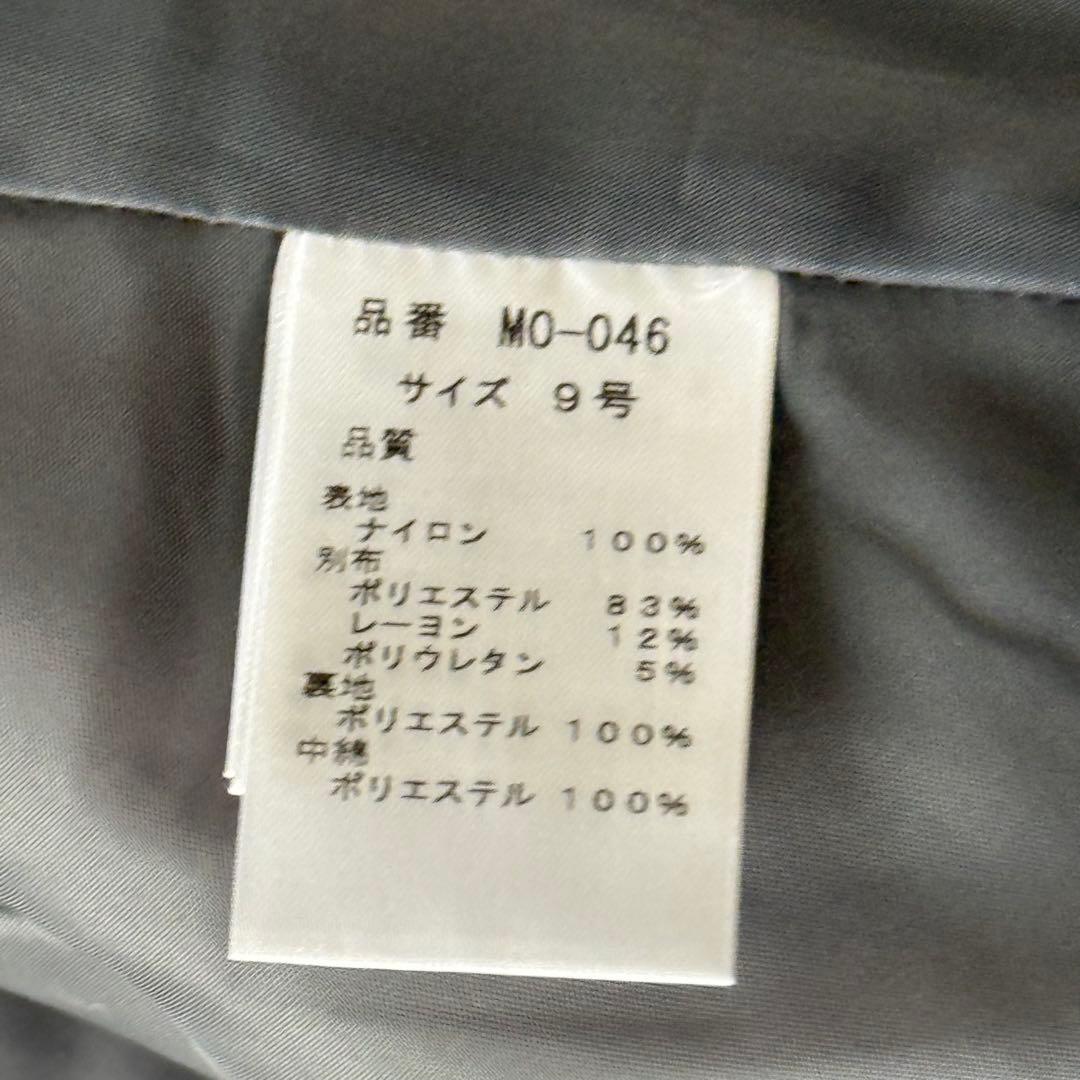 品番 MO-046
サイズ 9号
品質
表地
ナイロン 100%
別布
ポリエステル 83%
レーヨン 12%
ポリウレタン 5%
裏地
ポリエステル 100%
中綿
ポリエステル 100%